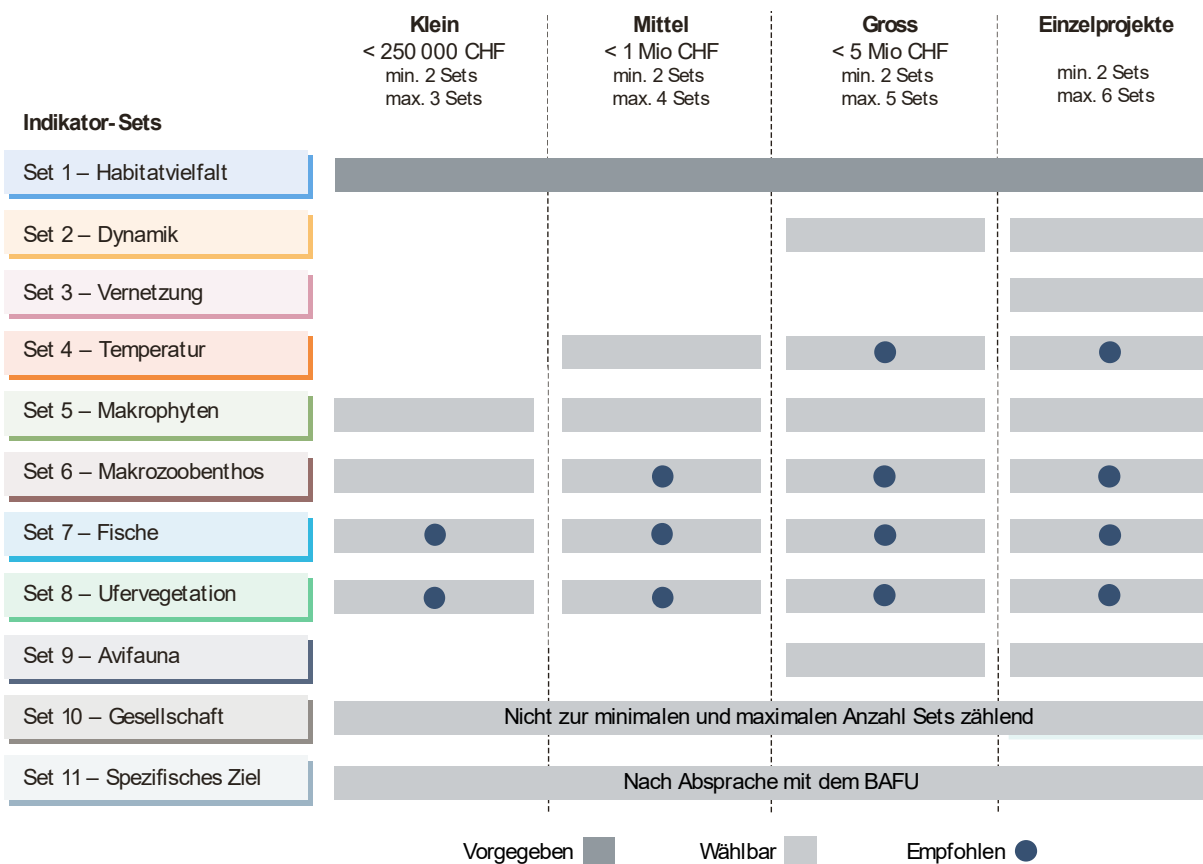 Klein
< 250 000 CHF
min. 2 Sets
max. 3 Sets
Mittel
< 1 Mio CHF
min. 2 Sets
max. 4 Sets
Gross
< 5 Mio CHF
min. 2 Sets
max. 5 Sets
Einzelprojekte
min. 2 Sets
max. 6 Sets
Indikator-Sets
Set 1 – Habitatvielfalt
Set 2 – Dynamik
Set 3 – Vernetzung
Set 4 – Temperatur
Set 5 – Makrophyten
Set 6 – Makrozoobenthos
Set 7 – Fische
Set 8 – Ufervegetation
Set 9 – Avifauna
Set 10 – Gesellschaft
Nicht zur minimalen und maximalen Anzahl Sets zählend
Set 11 – Spezifisches Ziel
Nach Absprache mit dem BAFU
Vorgegeben
Wählbar
Empfohlen